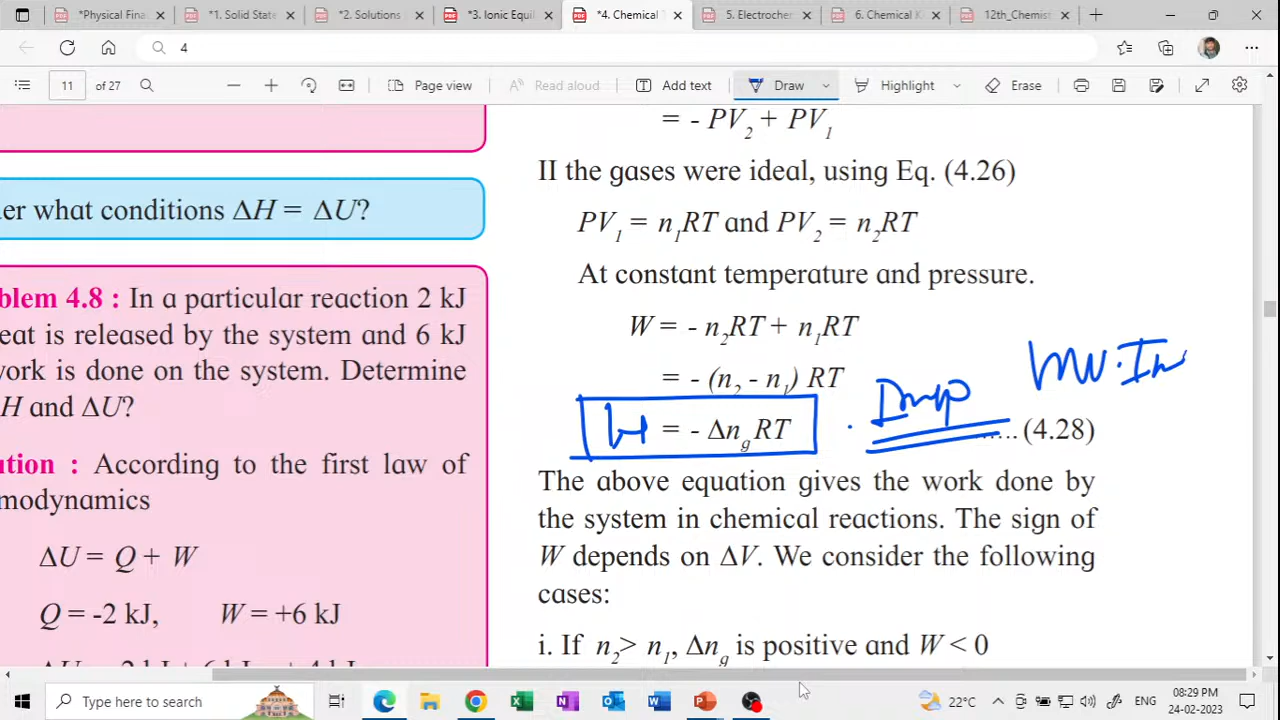 *Physical Finan
*1. Solid State
*2. Solutions
*3. Ionic Equil
*4. Chemical T
5. Electrochem
6. Chemical K
12th_Chemist
4
11 of 27
Page view
Read aloud
Add text
Draw
Highlight
Erase
er what conditions ΔH = ΔU?
blem 4.8 : In a particular reaction 2 kJ
eat is released by the system and 6 kJ
work is done on the system. Determine
H and ΔU?
ution : According to the first law of
modynamics
ΔU = Q + W
Q = -2 kJ, W = +6 kJ
= - PV2 + PV1
II the gases were ideal, using Eq. (4.26)
PV1 = n1RT and PV2 = n2RT
At constant temperature and pressure.
W = - n2RT + n1RT
= - (n2 - n1) RT
W = - Δng RT . Imp .... (4.28)
The above equation gives the work done by
the system in chemical reactions. The sign of
W depends on ΔV. We consider the following
cases:
i. If n2> n1, Δng is positive and W < 0
Type here to search
22°C
ENG
08:29 PM
24-02-2023